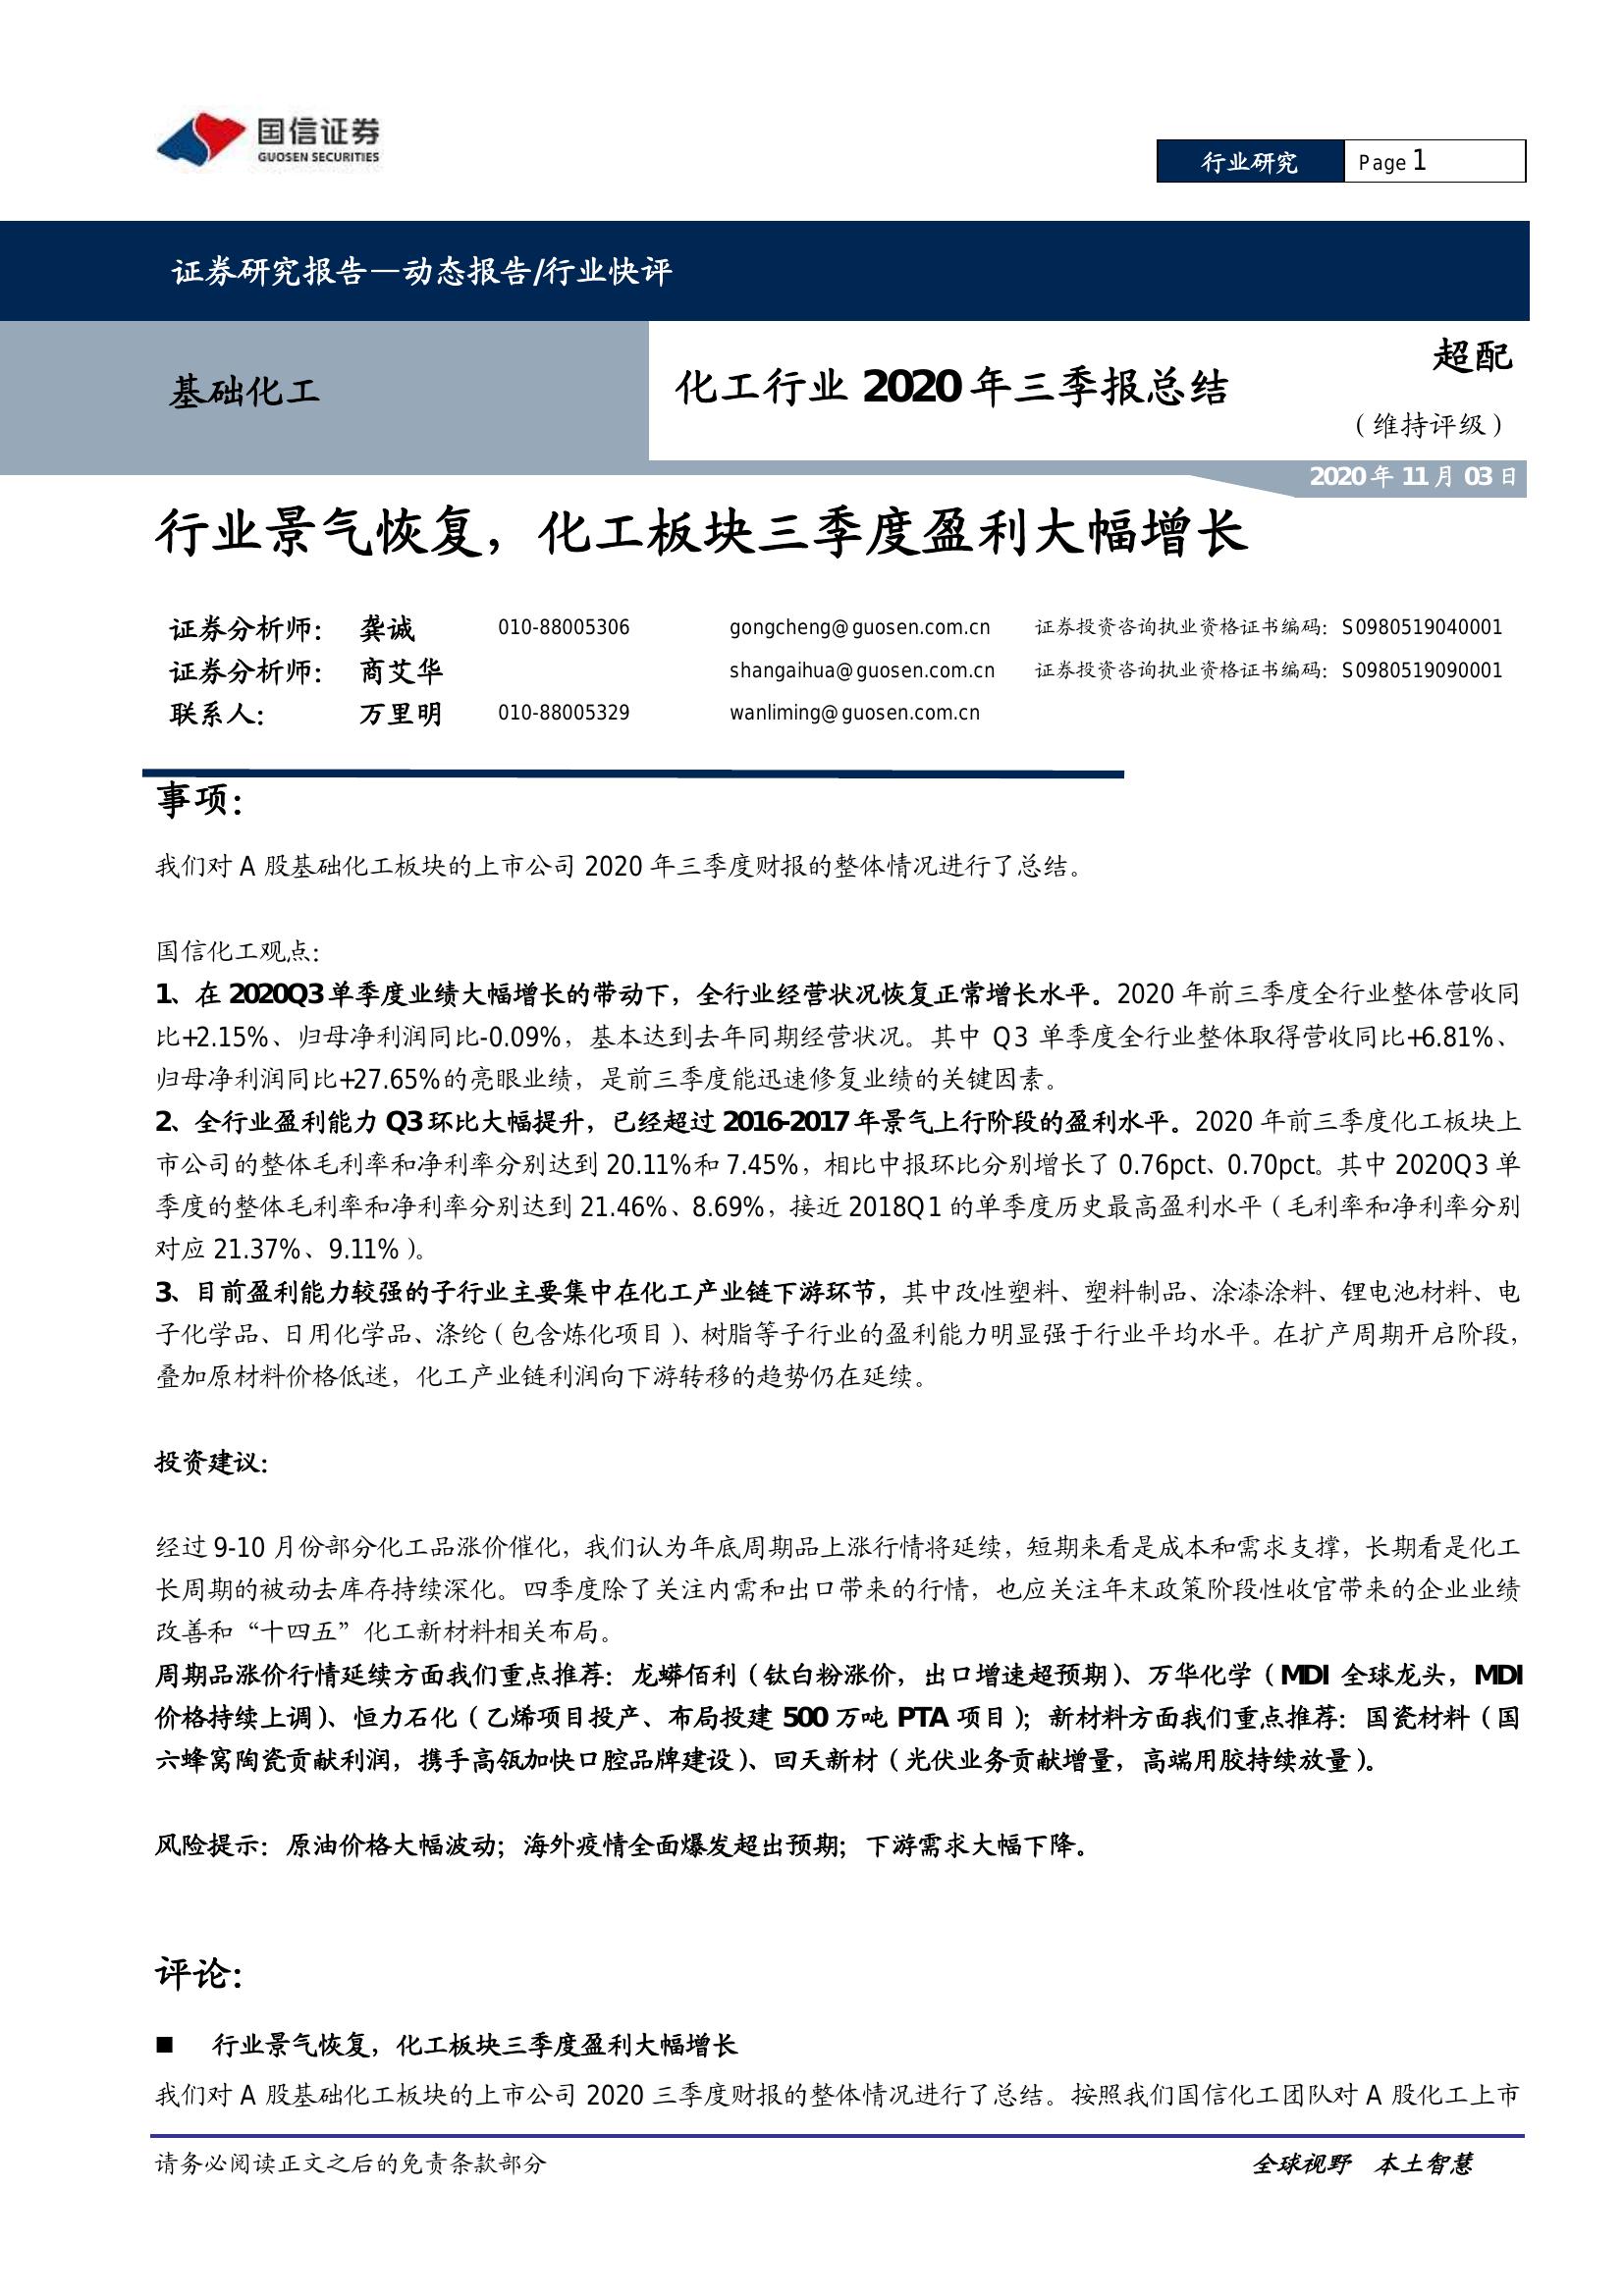 国信证券
GUOSEN SECURITIES
行业研究 Page 1
证券研究报告—动态报告/行业快评
基础化工
化工行业 2020 年三季报总结
超配
（维持评级）
2020 年 11 月 03 日
行业景气恢复，化工板块三季度盈利大幅增长
证券分析师： 龚诚 010-88005306 gongcheng@guosen.com.cn 证券投资咨询执业资格证书编码：S0980519040001
证券分析师： 商艾华 shangaihua@guosen.com.cn 证券投资咨询执业资格证书编码：S0980519090001
联系人： 万里明 010-88005329 wanliming@guosen.com.cn
事项：
我们对 A 股基础化工板块的上市公司 2020 年三季度财报的整体情况进行了总结。
国信化工观点：
1、在 2020Q3 单季度业绩大幅增长的带动下，全行业经营状况恢复正常增长水平。2020 年前三季度全行业整体营收同
比+2.15%、归母净利润同比-0.09%，基本达到去年同期经营状况。其中 Q3 单季度全行业整体取得营收同比+6.81%、
归母净利润同比+27.65%的亮眼业绩，是前三季度能迅速修复业绩的关键因素。
2、全行业盈利能力 Q3 环比大幅提升，已经超过 2016-2017 年景气上行阶段的盈利水平。2020 年前三季度化工板块上
市公司的整体毛利率和净利率分别达到 20.11%和 7.45%，相比中报环比分别增长了 0.76pct、0.70pct。其中 2020Q3 单
季度的整体毛利率和净利率分别达到 21.46%、8.69%，接近 2018Q1 的单季度历史最高盈利水平（毛利率和净利率分别
对应 21.37%、9.11%）。
3、目前盈利能力较强的子行业主要集中在化工产业链下游环节，其中改性塑料、塑料制品、涂漆涂料、锂电池材料、电
子化学品、日用化学品、涤纶（包含炼化项目）、树脂等子行业的盈利能力明显强于行业平均水平。在扩产周期开启阶段，
叠加原材料价格低迷，化工产业链利润向下游转移的趋势仍在延续。
投资建议：
经过 9-10 月份部分化工品涨价催化，我们认为年底周期品上涨行情将延续，短期来看是成本和需求支撑，长期看是化工
长周期的被动去库存持续深化。四季度除了关注内需和出口带来的行情，也应关注年末政策阶段性收官带来的企业业绩
改善和“十四五”化工新材料相关布局。
周期品涨价行情延续方面我们重点推荐：龙蟒佰利（钛白粉涨价，出口增速超预期）、万华化学（MDI 全球龙头，MDI
价格持续上调）、恒力石化（乙烯项目投产、布局投建 500 万吨 PTA 项目）；新材料方面我们重点推荐：国瓷材料（国
六蜂窝陶瓷贡献利润，携手高瓴加快口腔品牌建设）、回天新材（光伏业务贡献增量，高端用胶持续放量）。
风险提示：原油价格大幅波动；海外疫情全面爆发超出预期；下游需求大幅下降。
评论：
■ 行业景气恢复，化工板块三季度盈利大幅增长
我们对 A 股基础化工板块的上市公司 2020 三季度财报的整体情况进行了总结。按照我们国信化工团队对 A 股化工上市
请务必阅读正文之后的免责条款部分 全球视野 本土智慧